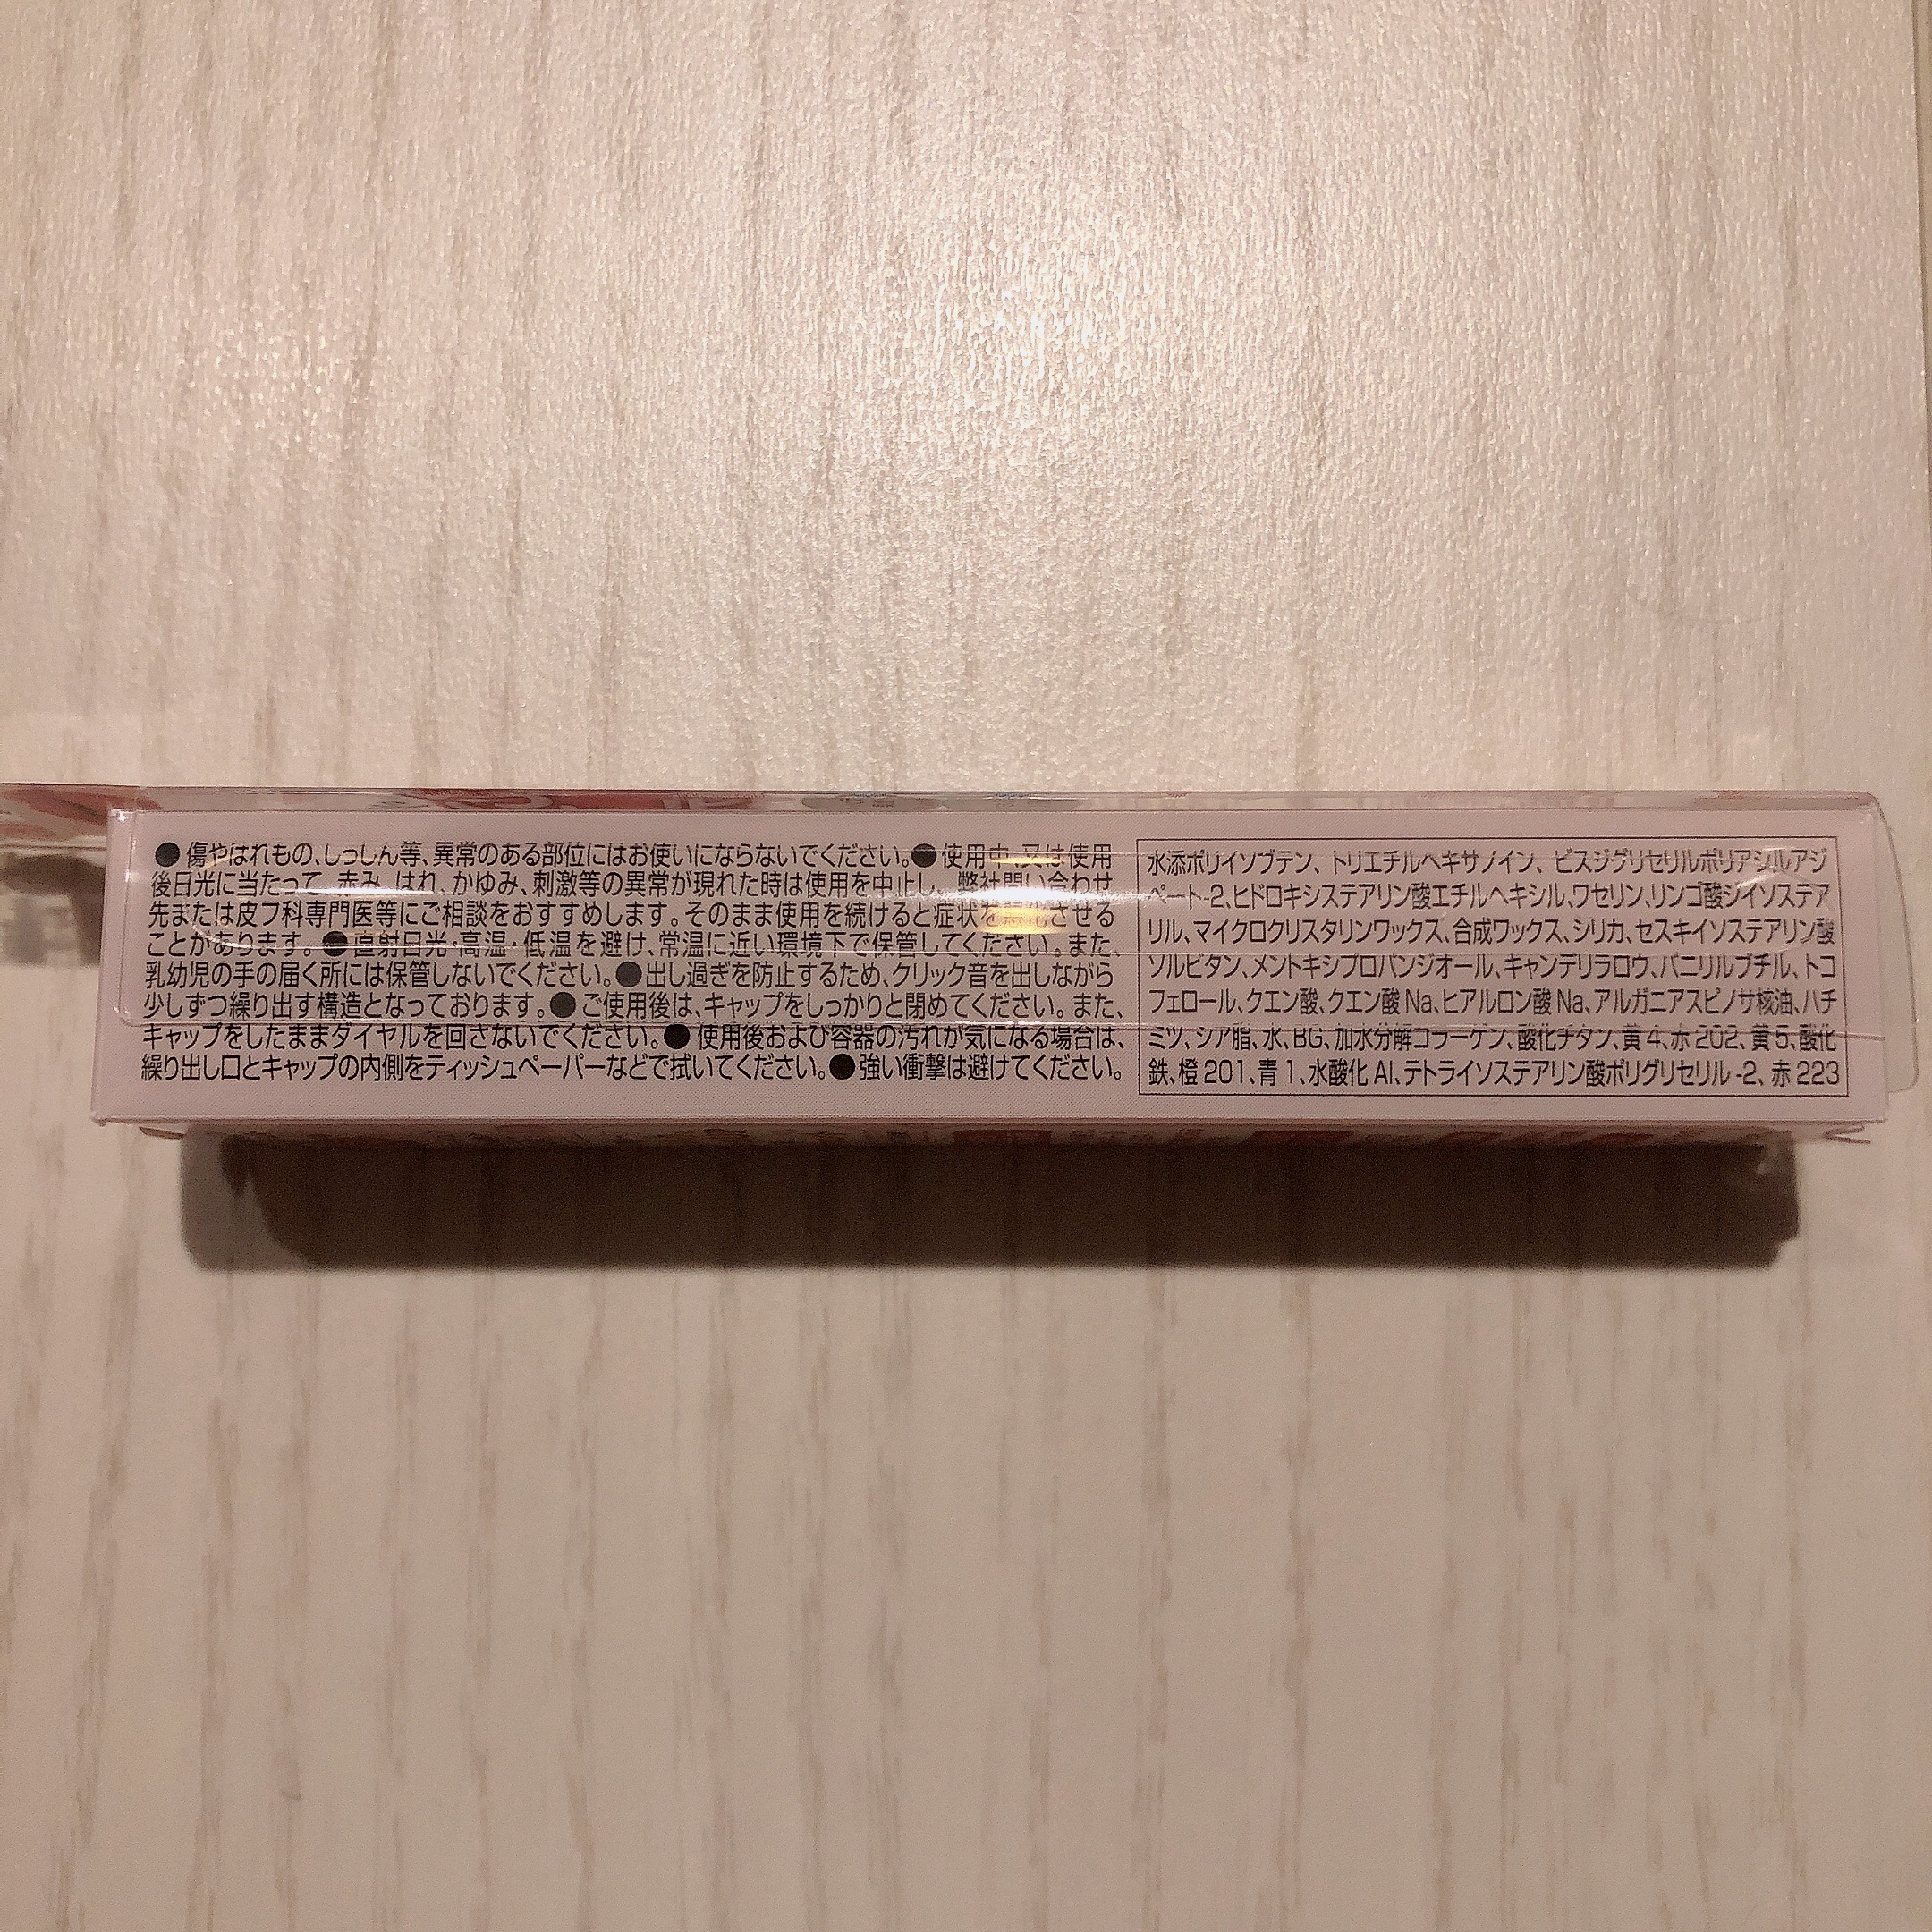 ●傷やはれもの、しっしん等、異常のある部位にはお使いにならないでください。●使用中、又は使用
後日光に当たって、赤み、はれ、かゆみ、刺激等の異常が現れた時は使用を中止し、弊社問い合わせ
先または皮フ科専門医等にご相談をおすすめします。そのまま使用を続けると症状を悪化させる
ことがあります。●直射日光・高温・低温を避け、常温に近い環境下で保管してください。また、
乳幼児の手の届く所には保管しないでください。●出し過ぎを防止するため、クリック音を出しながら
少しずつ繰り出す構造となっております。●ご使用後は、キャップをしっかりと閉めてください。また、
キャップをしたままダイヤルを回さないでください。●使用後および容器の汚れが気になる場合は、
繰り出し口とキャップの内側をティッシュペーパーなどで拭いてください。●強い衝撃は避けてください。
水添ポリイソブテン、トリエチルヘキサノイン、ビスジグリセリルポリアシルアジ
ペート-2、ヒドロキシステアリン酸エチルヘキシル、ワセリン、リンゴ酸ジイソステア
リル、マイクロクリスタリンワックス、合成ワックス、シリカ、セスキイソステアリン酸
ソルビタン、メントキシプロパンジオール、キャンデリラロウ、バニリルブチル、トコ
フェロール、クエン酸、クエン酸Na、ヒアルロン酸Na、アルガニアスピノサ核油、ハチ
ミツ、シア脂、水、BG、加水分解コラーゲン、酸化チタン、黄4、赤202、黄5、酸化
鉄、橙201、青1、水酸化Al、テトライソステアリン酸ポリグリセリル-2、赤223